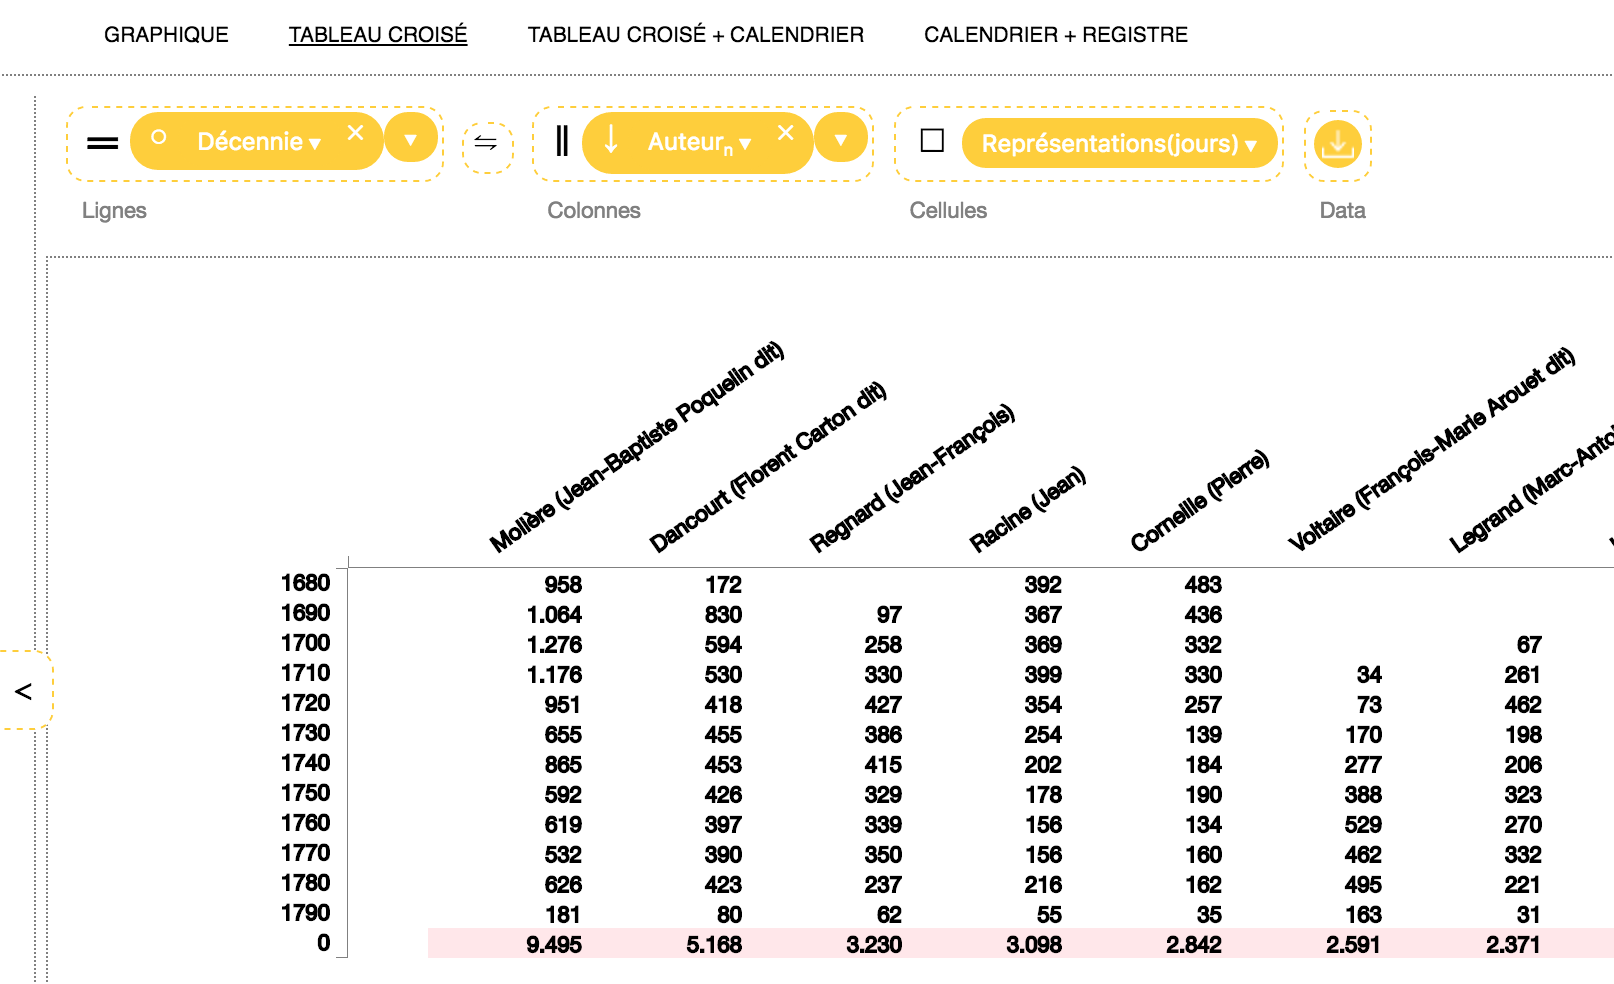 GRAPHIQUE TABLEAU CROISÉ TABLEAU CROISÉ + CALENDRIER CALENDRIER + REGISTRE
Décennie ▾ × ▾ ⇋ ↓ Auteurn ▾ × ▾ Représentations(jours) ▾
Lignes Colonnes Cellules Data
Molière (Jean-Baptiste Poquelin dit)
Dancourt (Florent Carton dit)
Regnard (Jean-François)
Racine (Jean)
Corneille (Pierre)
Voltaire (François-Marie Arouet dit)
Legrand (Marc-Anto
1680 958 172 392 483
1690 1.064 830 97 367 436
1700 1.276 594 258 369 332 67
1710 1.176 530 330 399 330 34 261
1720 951 418 427 354 257 73 462
1730 655 455 386 254 139 170 198
1740 865 453 415 202 184 277 206
1750 592 426 329 178 190 388 323
1760 619 397 339 156 134 529 270
1770 532 390 350 156 160 462 332
1780 626 423 237 216 162 495 221
1790 181 80 62 55 35 163 31
0 9.495 5.168 3.230 3.098 2.842 2.591 2.371
<